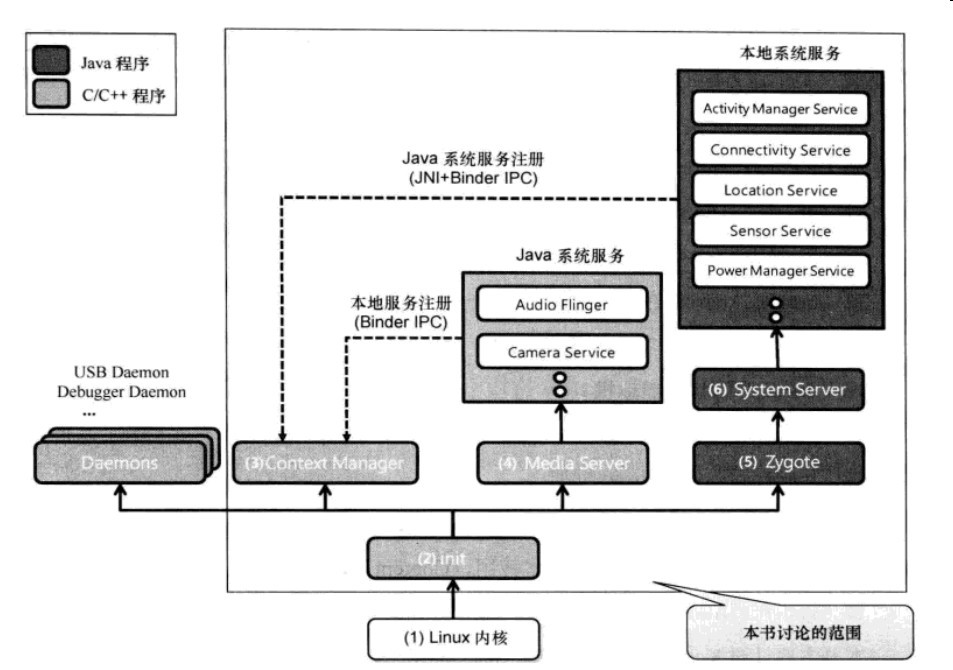 Java 程序
C/C++ 程序
本地系统服务
Activity Manager Service
Connectivity Service
Location Service
Sensor Service
Power Manager Service
Java 系统服务注册
(JNI+Binder IPC)
Java 系统服务
Audio Flinger
Camera Service
本地服务注册
(Binder IPC)
USB Daemon
Debugger Daemon
...
(6) System Server
Daemons
(3)Context Manager
(4) Media Server
(5) Zygote
(2) init
(1) Linux 内核
本书讨论的范围